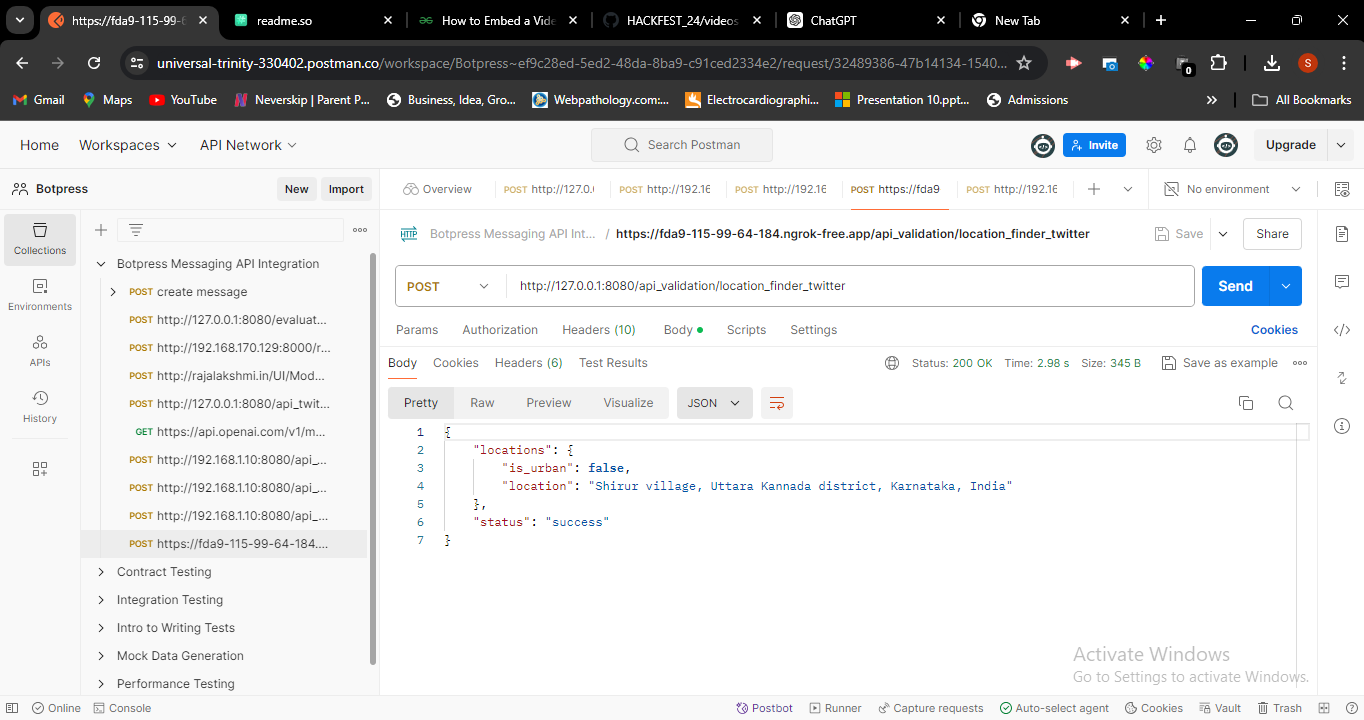 https://fda9-115-99-6
readme.so
How to Embed a Vide
HACKFEST_24/videos
ChatGPT
New Tab
universal-trinity-330402.postman.co/workspace/Botpress~ef9c28ed-5ed2-48da-8ba9-c91ced2334e2/request/32489386-47b14134-1540...
S
0
Gmail
Maps
YouTube
Neverskip | Parent P...
Business, Idea, Gro...
Webpathology.com:...
Electrocardiographi...
Presentation 10.ppt...
Admissions
All Bookmarks
Home
Workspaces
API Network
Search Postman
Invite
Upgrade
Botpress
New
Import
Overview
POST http://127.0.
POST http://192.16
POST http://192.16
POST https://fda9
POST http://192.16
No environment
Collections
Environments
APIs
History
Botpress Messaging API Integration
POST create message
POST http://127.0.0.1:8080/evaluat...
POST http://192.168.170.129:8000/r...
POST http://rajalakshmi.in/UI/Mod...
POST http://127.0.0.1:8080/api_twit...
GET https://api.openai.com/v1/m...
POST http://192.168.1.10:8080/api_...
POST http://192.168.1.10:8080/api_...
POST http://192.168.1.10:8080/api_...
POST https://fda9-115-99-64-184....
Contract Testing
Integration Testing
Intro to Writing Tests
Mock Data Generation
Performance Testing
HTTP Botpress Messaging API Int... / https://fda9-115-99-64-184.ngrok-free.app/api_validation/location_finder_twitter
Save
Share
POST http://127.0.0.1:8080/api_validation/location_finder_twitter
Send
Params Authorization Headers (10) Body Scripts Settings
Cookies
Body Cookies Headers (6) Test Results
Status: 200 OK Time: 2.98 s Size: 345 B Save as example
Pretty Raw Preview Visualize JSON
1 {
2 "locations": {
3 "is_urban": false,
4 "location": "Shirur village, Uttara Kannada district, Karnataka, India"
5 },
6 "status": "success"
7 }
Activate Windows
Go to Settings to activate Windows.
Online
Console
Postbot
Runner
Capture requests
Auto-select agent
Cookies
Vault
Trash